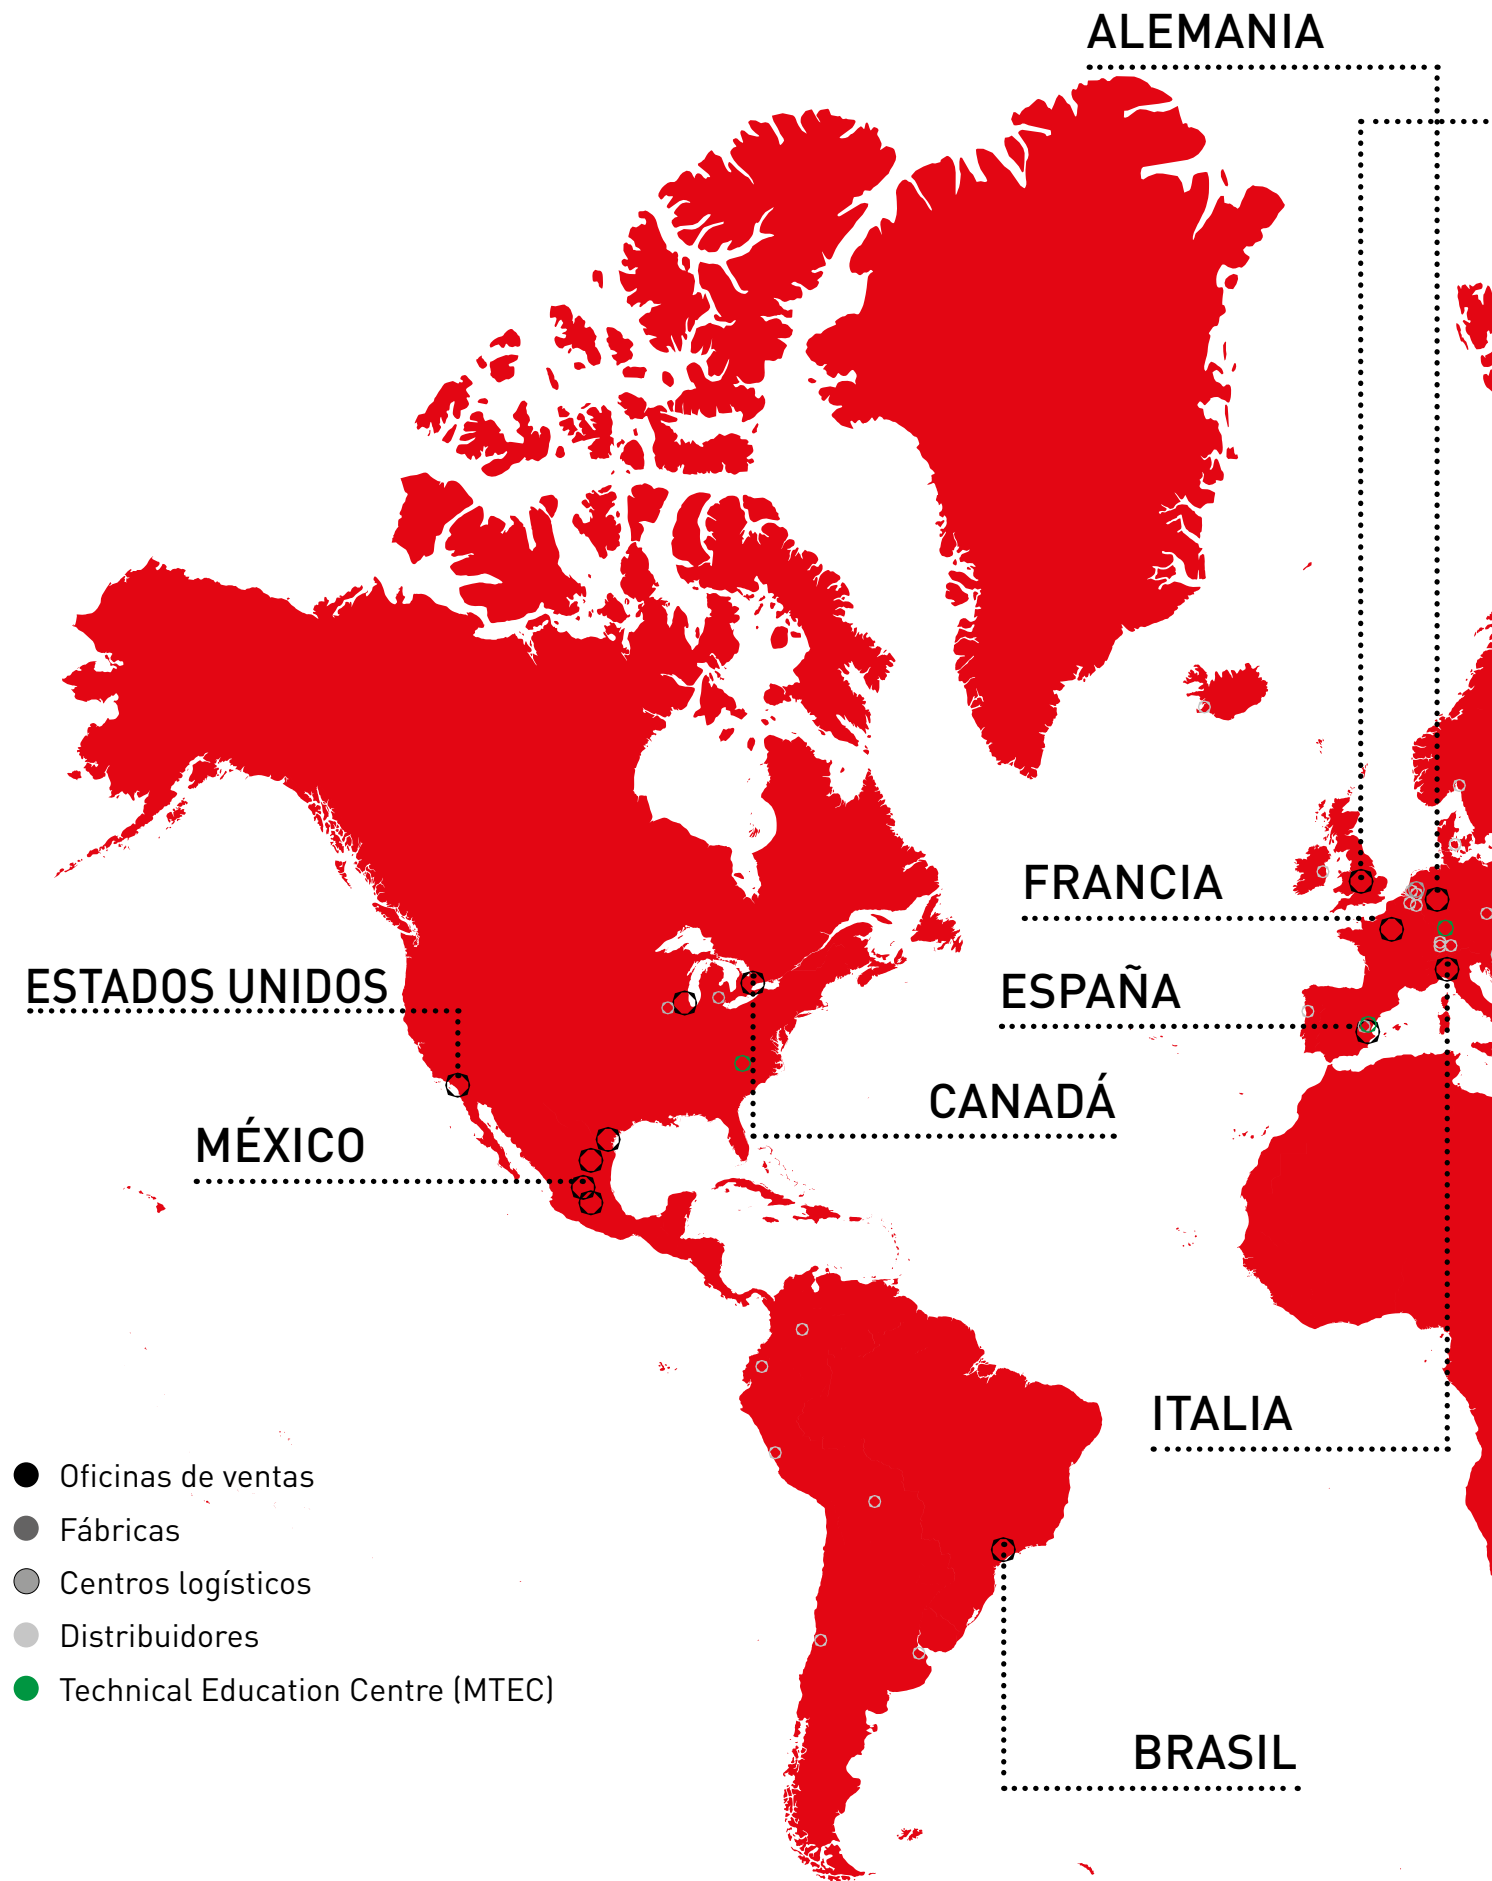 ALEMANIA
FRANCIA
ESTADOS UNIDOS
ESPAÑA
CANADÁ
MÉXICO
ITALIA
Oficinas de ventas
Fábricas
Centros logísticos
Distribuidores
Technical Education Centre (MTEC)
BRASIL